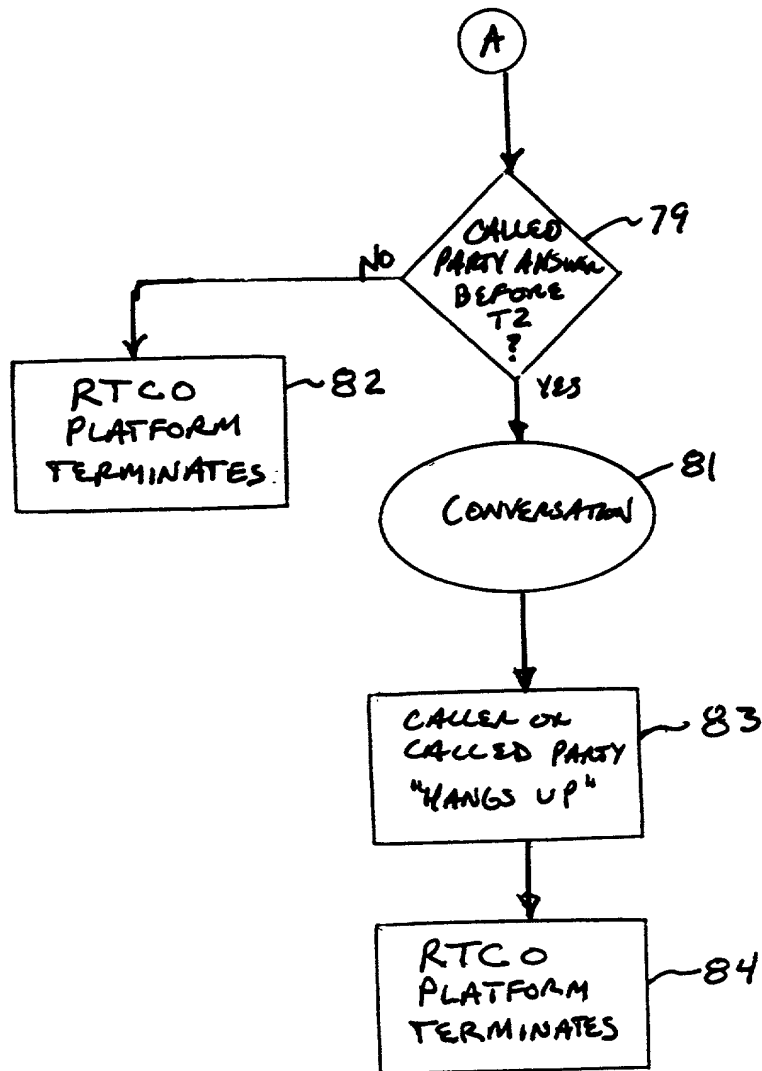 A
CALLED
PARTY ANSWER
BEFORE
T2
?
79
NO
YES
RTCO
PLATFORM
TERMINATES
82
CONVERSATION
81
CALLER OR
CALLED PARTY
"HANGS UP"
83
RTCO
PLATFORM
TERMINATES
84